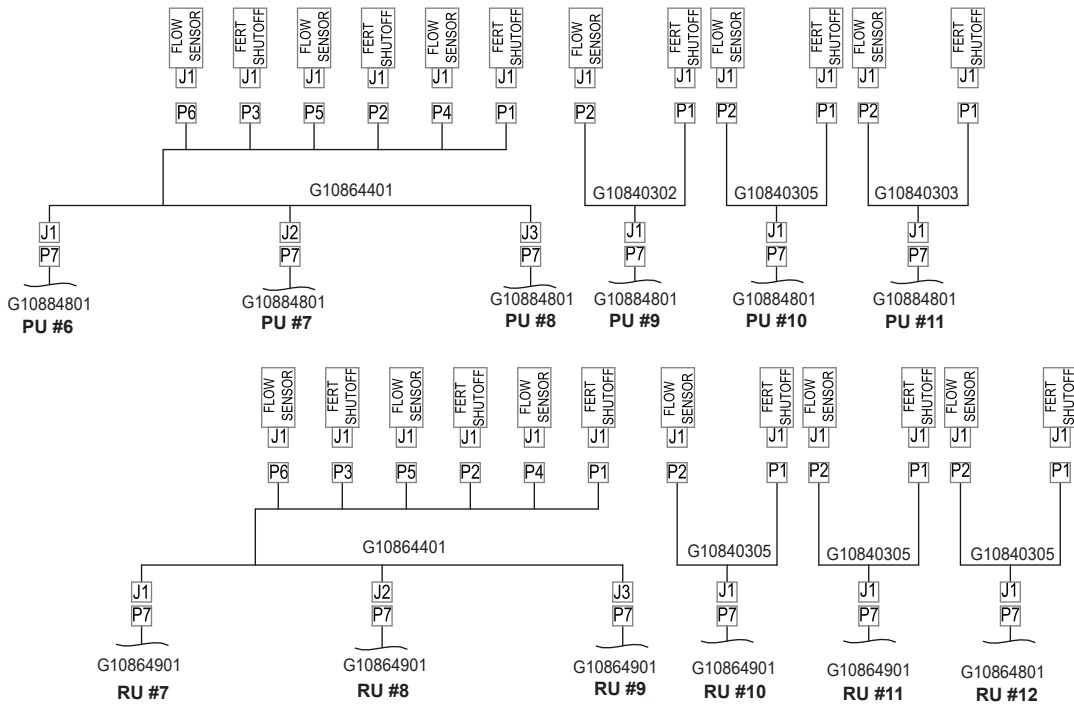 FLOW SENSOR FERT SHUTOFF FLOW SENSOR FERT SHUTOFF FLOW SENSOR FERT SHUTOFF FLOW SENSOR FERT SHUTOFF FLOW SENSOR FERT SHUTOFF FLOW SENSOR FERT SHUTOFF
J1 J1 J1 J1 J1 J1 J1 J1 J1 J1 J1 J1
P6 P3 P5 P2 P4 P1 P2 P1 P2 P1 P2 P1
G10864401 G10840302 G10840305 G10840303
J1 J2 J3 J1 J1 J1
P7 P7 P7 P7 P7 P7
G10884801 G10884801 G10884801 G10884801 G10884801 G10884801
PU #6 PU #7 PU #8 PU #9 PU #10 PU #11
FLOW SENSOR FERT SHUTOFF FLOW SENSOR FERT SHUTOFF FLOW SENSOR FERT SHUTOFF FLOW SENSOR FERT SHUTOFF FLOW SENSOR FERT SHUTOFF FLOW SENSOR FERT SHUTOFF
J1 J1 J1 J1 J1 J1 J1 J1 J1 J1 J1 J1
P6 P3 P5 P2 P4 P1 P2 P1 P2 P1 P2 P1
G10864401 G10840305 G10840305 G10840305
J1 J2 J3 J1 J1 J1
P7 P7 P7 P7 P7 P7
G10864901 G10864901 G10864901 G10864901 G10864901 G10864801
RU #7 RU #8 RU #9 RU #10 RU #11 RU #12